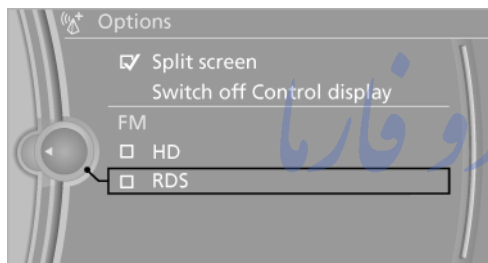 Options
Split screen
Switch off Control display
FM
HD
RDS